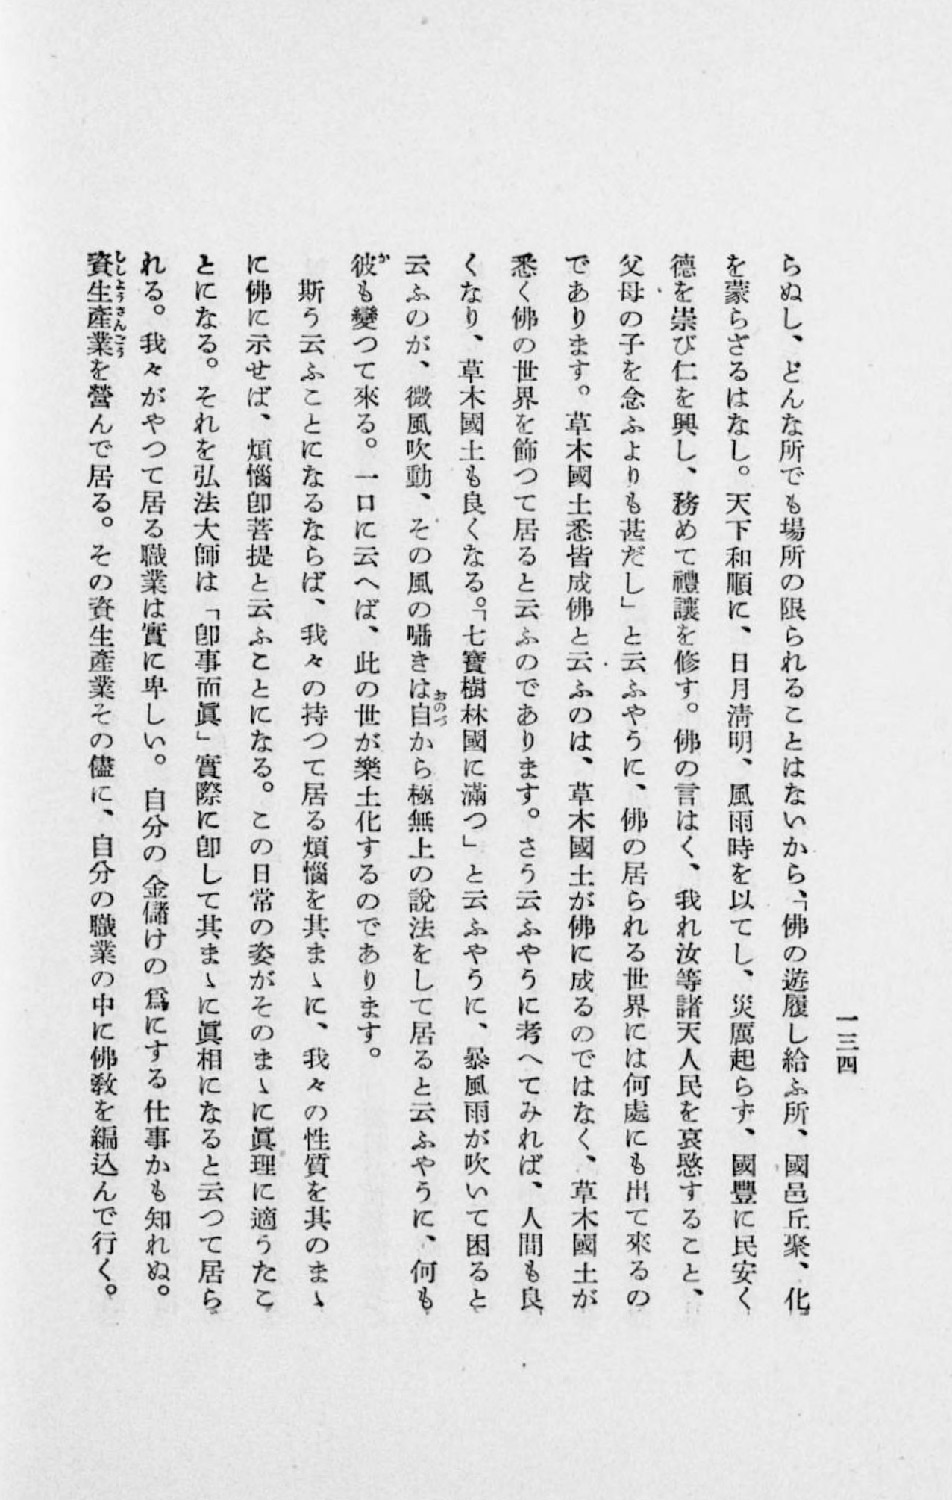 一三四
らぬし、どんな所でも場所の限られることはないから、「佛の遊履し給ふ所、國邑丘聚、化
を蒙らざるはなし。天下和順に、日月淸明、風雨時を以てし、災厲起らず、國豐に民安く
德を崇び仁を興し、務めて禮讓を修す。佛の言はく、我れ汝等諸天人民を哀愍すること、
父母の子を念ふよりも甚だし」と云ふやうに、佛の居られる世界には何處にも出て來るの
であります。草木國土悉皆成佛と云ふのは、草木國土が佛に成るのではなく、草木國土が
悉く佛の世界を飾つて居ると云ふのであります。さう云ふやうに考へてみれば、人間も良
くなり、草木國土も良くなる。「七寶樹林國に滿つ」と云ふやうに、暴風雨が吹いて困ると
云ふのが、微風吹動、その風の囁きは自から極無上の說法をして居ると云ふやうに、何も
彼も變つて來る。一口に云へば、此の世が樂土化するのであります。
斯う云ふことになるならば、我々の持つて居る煩惱を其まゝに、我々の性質を其のまゝ
に佛に示せば、煩惱卽菩提と云ふことになる。この日常の姿がそのまゝに眞理に適うたこ
とになる。それを弘法大師は「卽事而眞」實際に卽して其まゝに眞相になると云つて居ら
れる。我々がやつて居る職業は實に卑しい。自分の金儲けの爲にする仕事かも知れぬ。
資生產業を營んで居る。その資生產業その儘に、自分の職業の中に佛敎を編込んで行く。